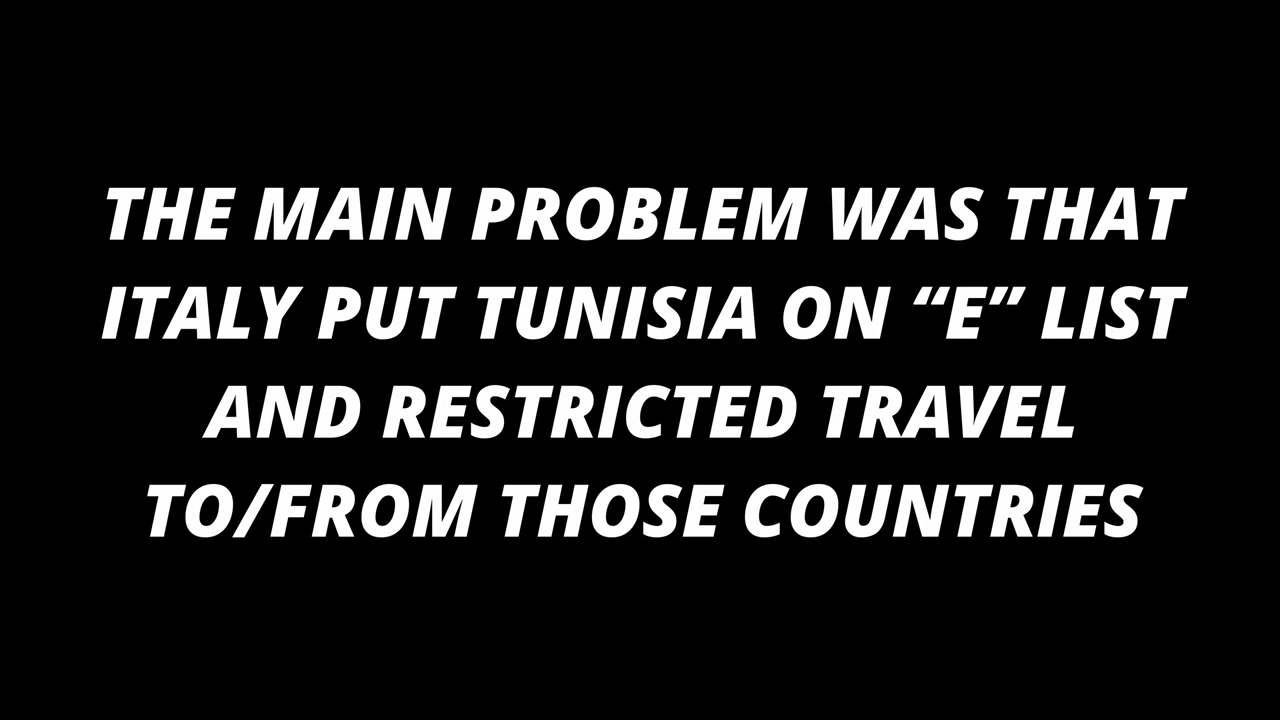 THE MAIN PROBLEM WAS THAT
ITALY PUT TUNISIA ON “E” LIST
AND RESTRICTED TRAVEL
TO/FROM THOSE COUNTRIES